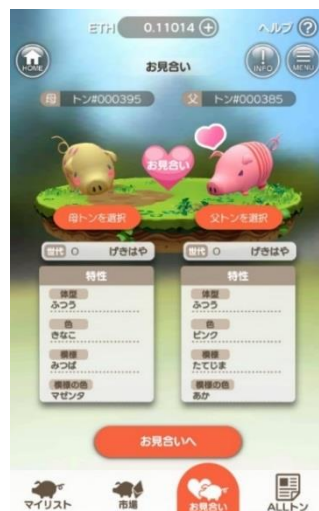 ETH 0.11014 + ヘルプ ?
HOME お見合い INFO MENU
母 トン#000395 父 トン#000385
お見合い
母トンを選択 父トンを選択
世代 0 げきはや 世代 0 げきはや
特性 特性
体型 体型
ふつう ふつう
色 色
きなこ ピンク
模様 模様
みつば たてじま
模様の色 模様の色
マゼンタ あか
お見合いへ
マイリスト 市場 お見合い ALLトン